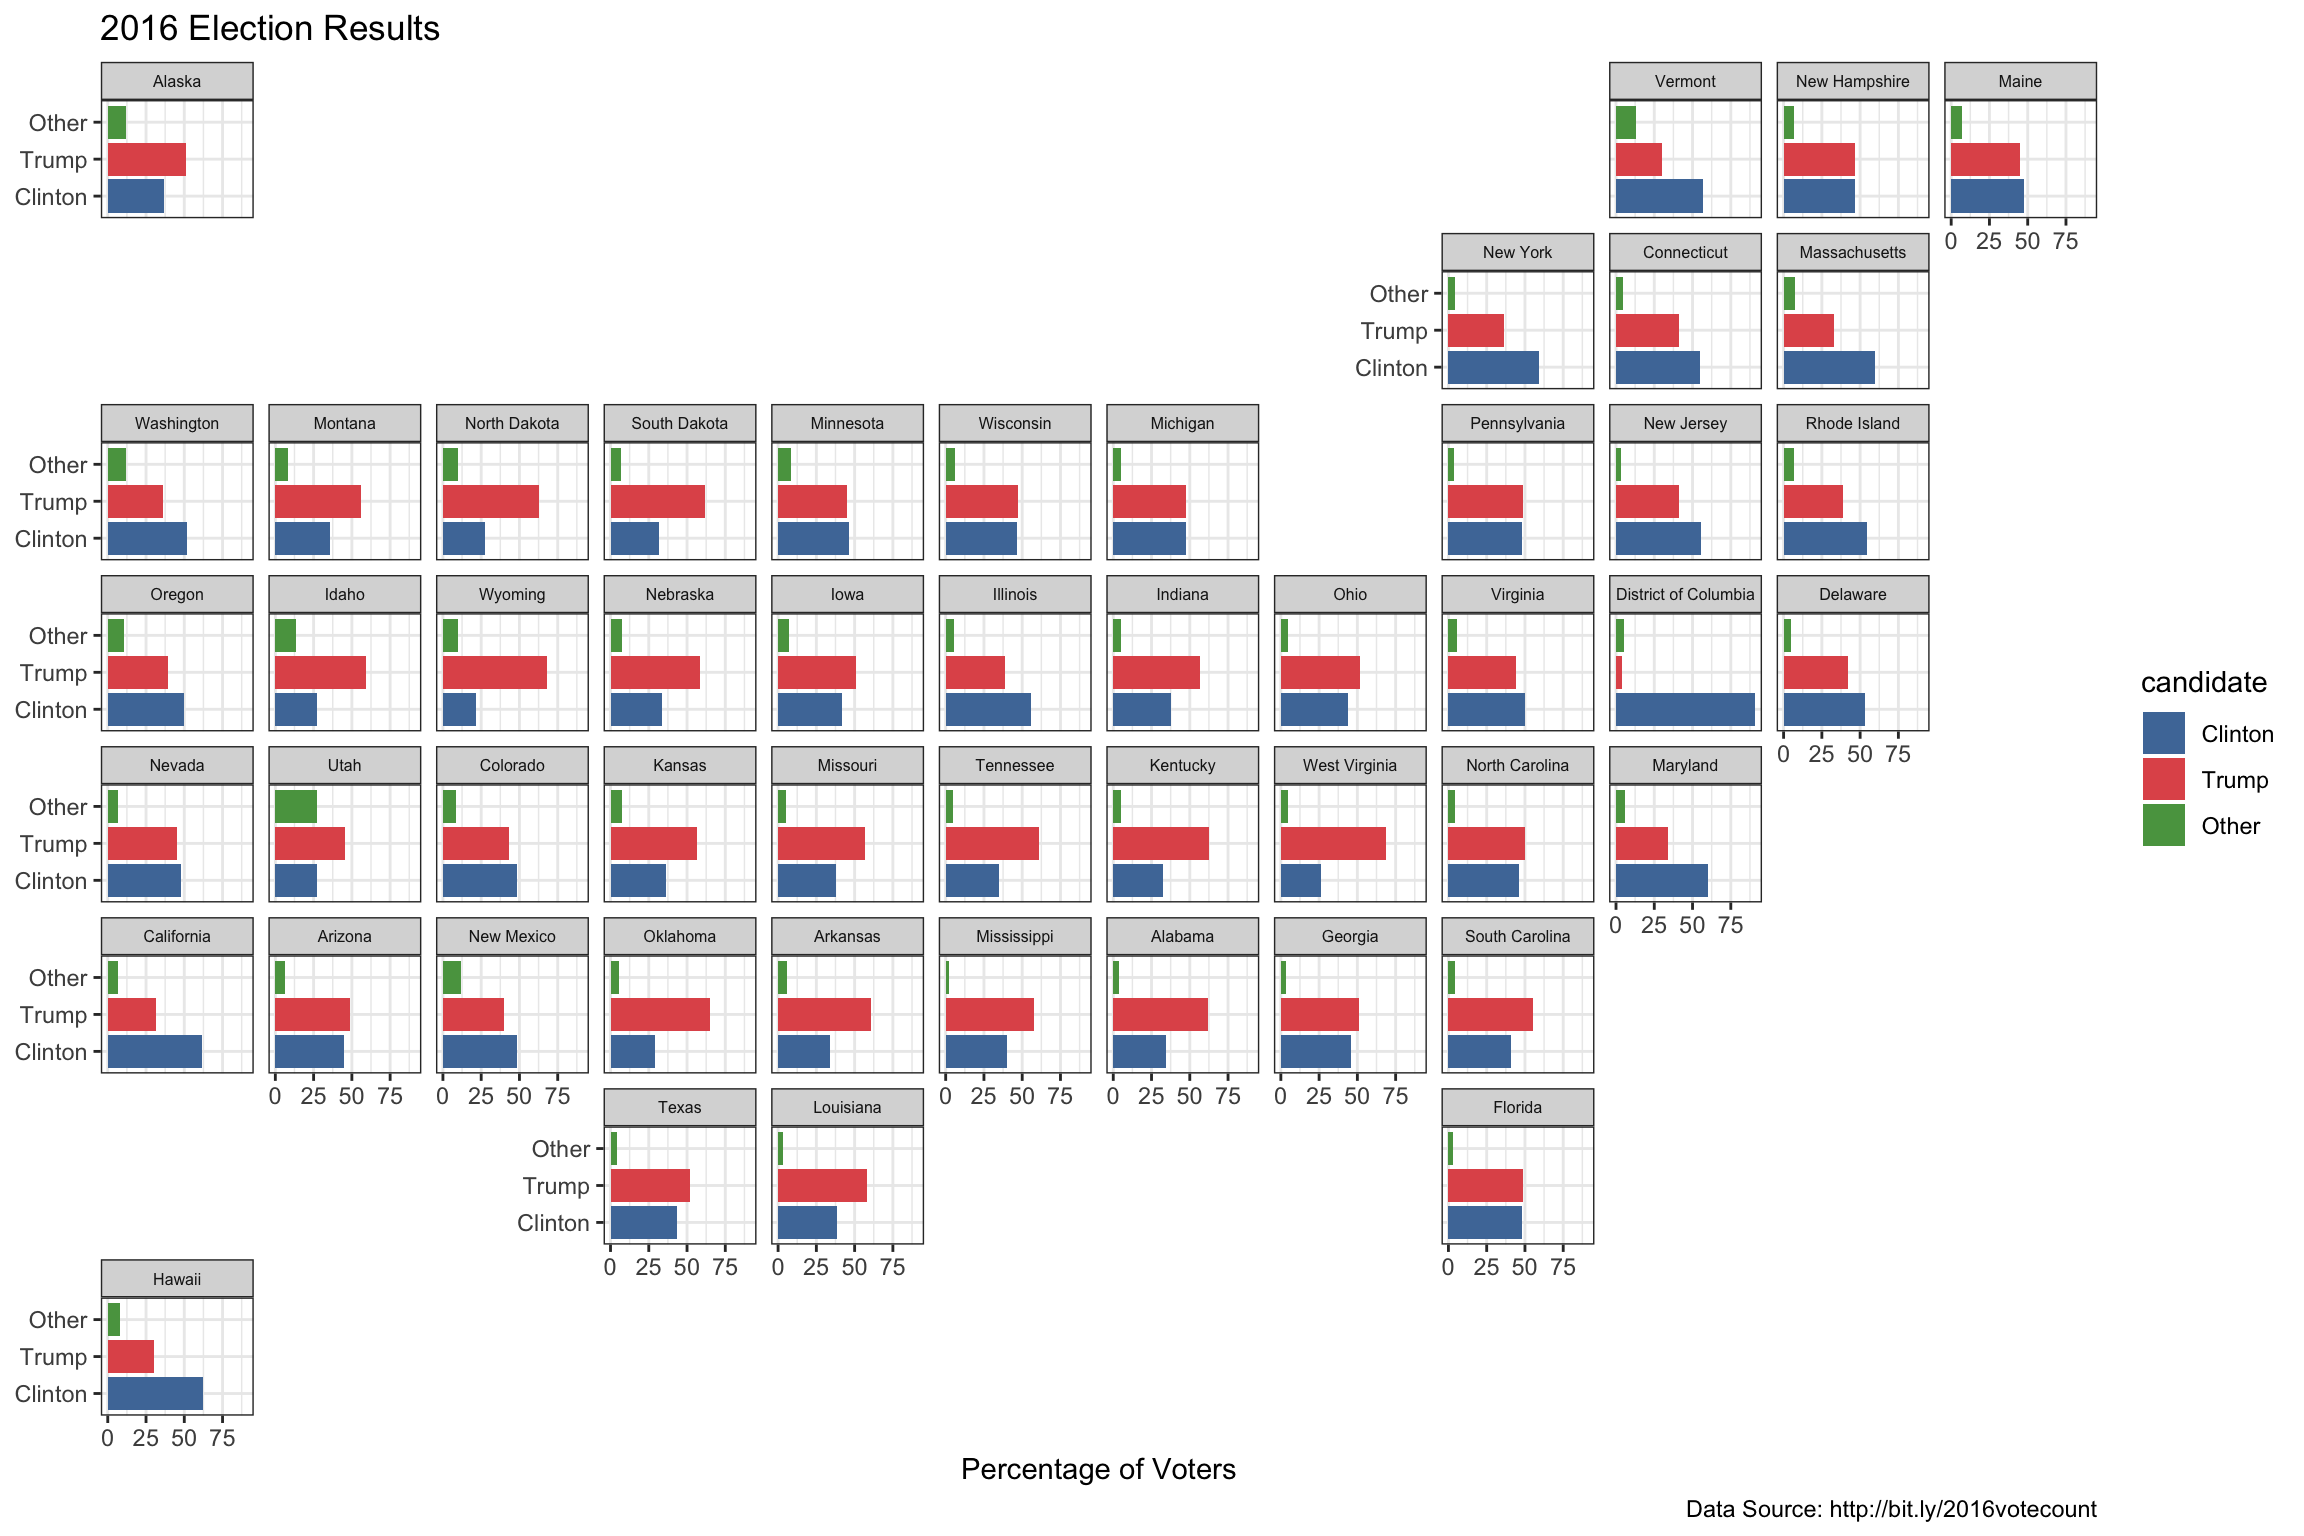 2016 Election Results
Alaska
Vermont
New Hampshire
Maine
Other
Trump
Clinton
0 25 50 75
New York
Connecticut
Massachusetts
Other
Trump
Clinton
Washington
Montana
North Dakota
South Dakota
Minnesota
Wisconsin
Michigan
Pennsylvania
New Jersey
Rhode Island
Other
Trump
Clinton
Oregon
Idaho
Wyoming
Nebraska
Iowa
Illinois
Indiana
Ohio
Virginia
District of Columbia
Delaware
Other
Trump
Clinton
0 25 50 75
Nevada
Utah
Colorado
Kansas
Missouri
Tennessee
Kentucky
West Virginia
North Carolina
Maryland
Other
Trump
Clinton
0 25 50 75
California
Arizona
New Mexico
Oklahoma
Arkansas
Mississippi
Alabama
Georgia
South Carolina
Other
Trump
Clinton
0 25 50 75
0 25 50 75
0 25 50 75
0 25 50 75
0 25 50 75
Texas
Louisiana
Florida
Other
Trump
Clinton
0 25 50 75
0 25 50 75
0 25 50 75
Hawaii
Other
Trump
Clinton
0 25 50 75
Percentage of Voters
candidate
Clinton
Trump
Other
Data Source: http://bit.ly/2016votecount